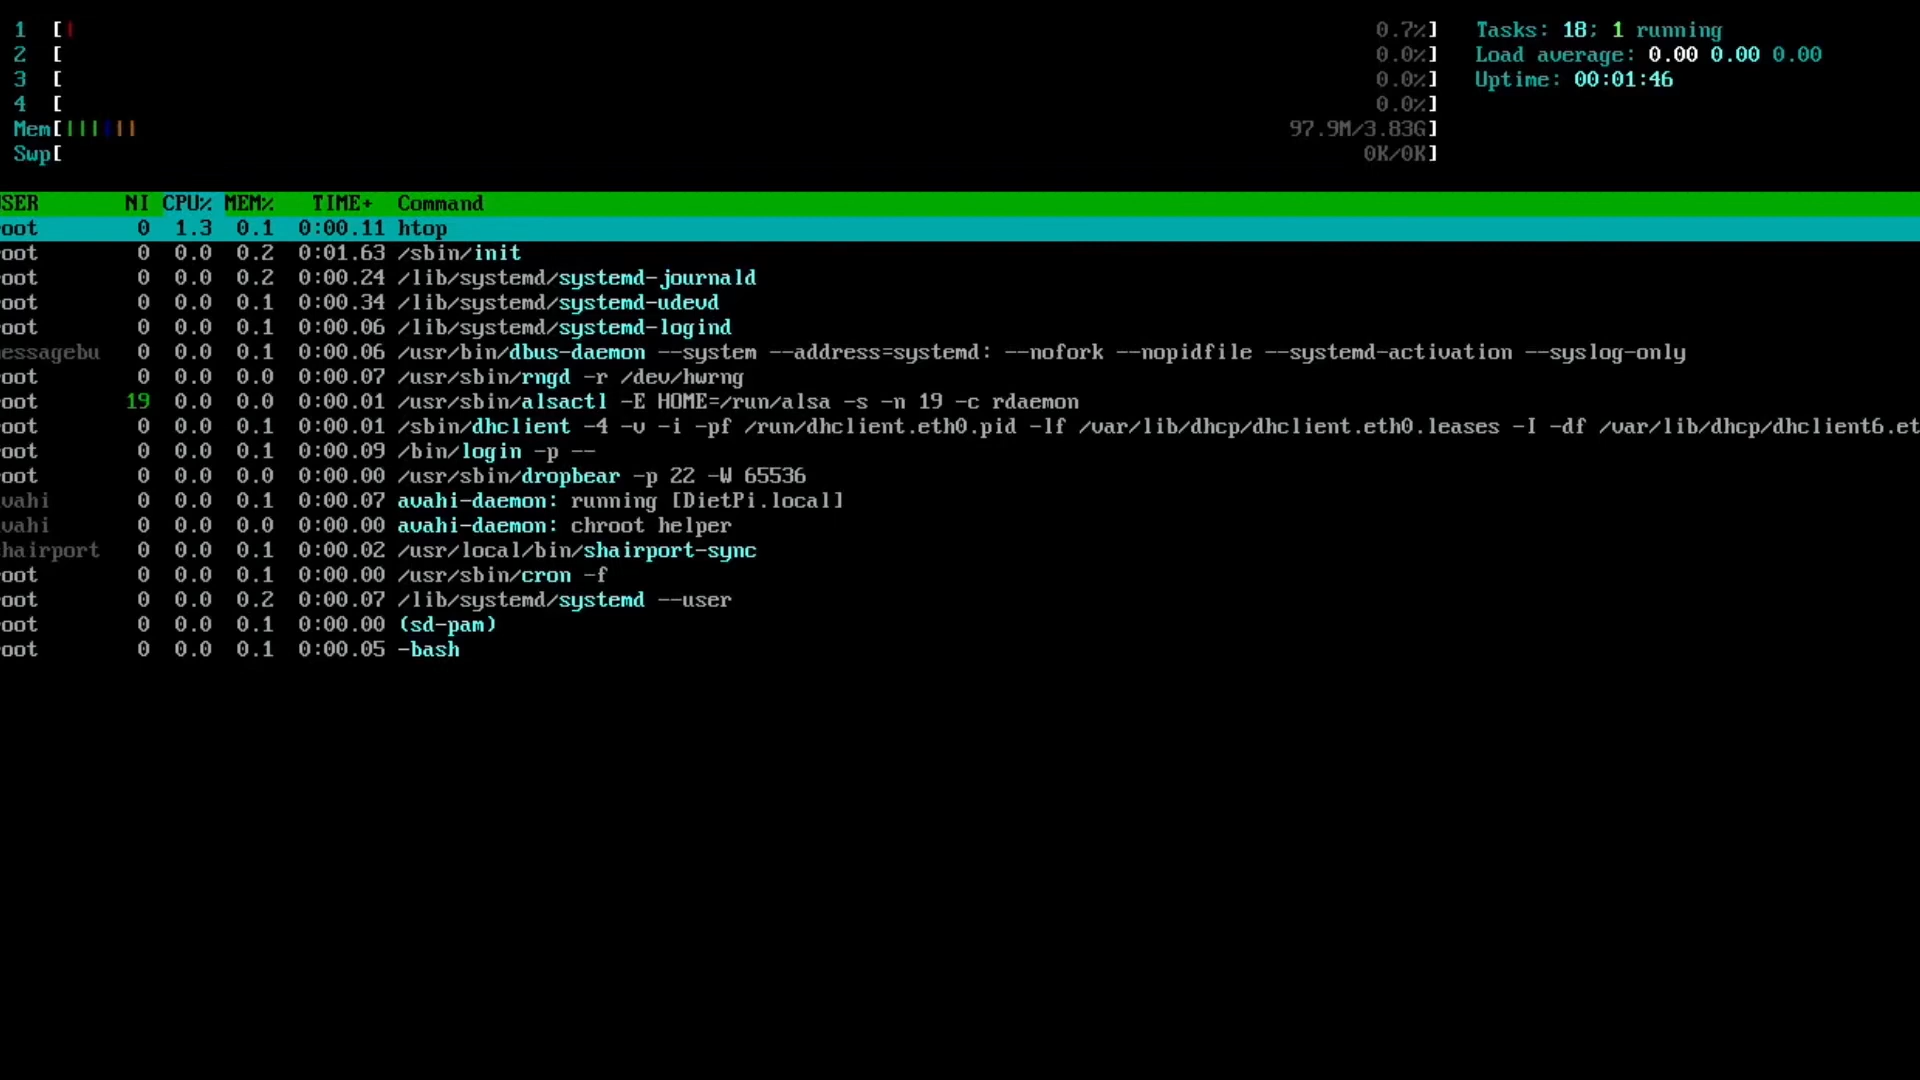 1 [| 0.7%] Tasks: 18; 1 running
2 [ 0.0%] Load average: 0.00 0.00 0.00
3 [ 0.0%] Uptime: 00:01:46
4 [ 0.0%]
Mem[|||||| 97.9M/3.83G]
Swp[ 0K/0K]
SER NI CPU% MEM% TIME+ Command
oot 0 1.3 0.1 0:00.11 htop
oot 0 0.0 0.2 0:01.63 /sbin/init
oot 0 0.0 0.2 0:00.24 /lib/systemd/systemd-journald
oot 0 0.0 0.1 0:00.34 /lib/systemd/systemd-udevd
oot 0 0.0 0.1 0:00.06 /lib/systemd/systemd-logind
essagebu 0 0.0 0.1 0:00.06 /usr/bin/dbus-daemon --system --address=systemd: --nofork --nopidfile --systemd-activation --syslog-only
oot 0 0.0 0.0 0:00.07 /usr/sbin/rngd -r /dev/hwrng
oot 19 0.0 0.0 0:00.01 /usr/sbin/alsactl -E HOME=/run/alsa -s -n 19 -c rdaemon
oot 0 0.0 0.1 0:00.01 /sbin/dhclient -4 -v -i -pf /run/dhclient.eth0.pid -lf /var/lib/dhcp/dhclient.eth0.leases -I -df /var/lib/dhcp/dhclient6.et
oot 0 0.0 0.1 0:00.09 /bin/login -p --
oot 0 0.0 0.0 0:00.00 /usr/sbin/dropbear -p 22 -W 65536
vahi 0 0.0 0.1 0:00.07 avahi-daemon: running [DietPi.local]
vahi 0 0.0 0.0 0:00.00 avahi-daemon: chroot helper
hairport 0 0.0 0.1 0:00.02 /usr/local/bin/shairport-sync
oot 0 0.0 0.1 0:00.00 /usr/sbin/cron -f
oot 0 0.0 0.2 0:00.07 /lib/systemd/systemd --user
oot 0 0.0 0.1 0:00.00 (sd-pam)
oot 0 0.0 0.1 0:00.05 -bash